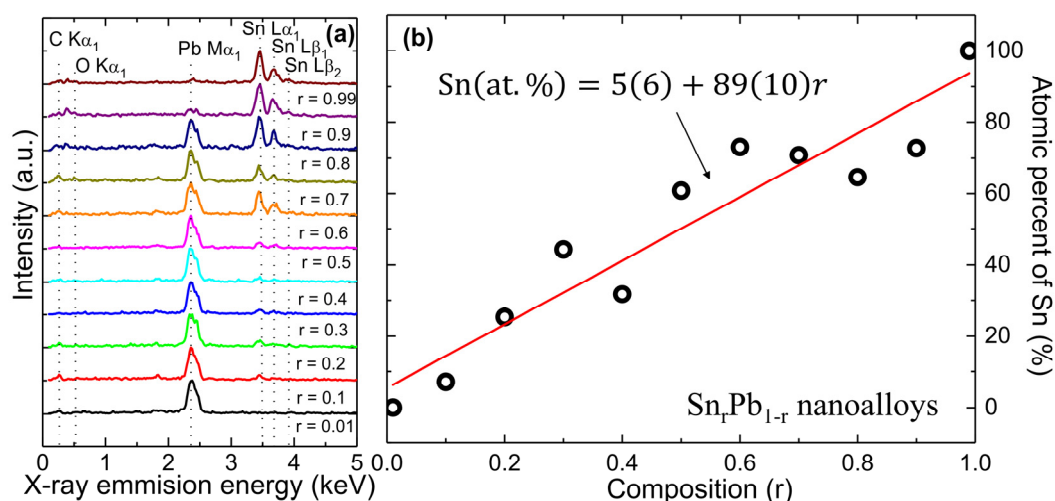 Sn Lα1 (a)
C Kα1
Pb Mα1
Sn Lβ1
O Kα1
Sn Lβ2
r = 0.99
r = 0.9
r = 0.8
r = 0.7
r = 0.6
r = 0.5
r = 0.4
r = 0.3
r = 0.2
r = 0.1
r = 0.01
Intensity (a.u.)
0 1 2 3 4 5
X-ray emmision energy (keV)
(b)
Sn(at. %) = 5(6) + 89(10)r
SnrPb1-r nanoalloys
100
80
60
40
20
0
Atomic percent of Sn (%)
0.0 0.2 0.4 0.6 0.8 1.0
Composition (r)